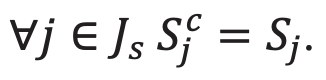 ∀j ∈ J_s S_j^c = S_j.